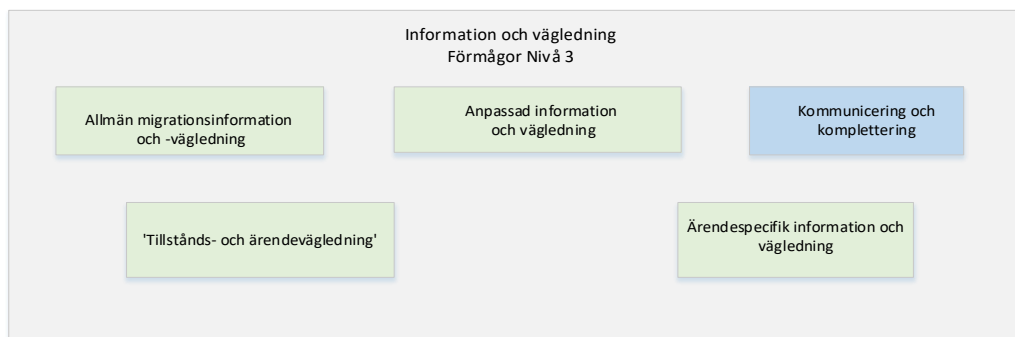 Information och vägledning
Förmågor Nivå 3
Allmän migrationsinformation
och -vägledning
Anpassad information
och vägledning
Kommunicering och
komplettering
'Tillstånds- och ärendevägledning'
Ärendespecifik information och
vägledning